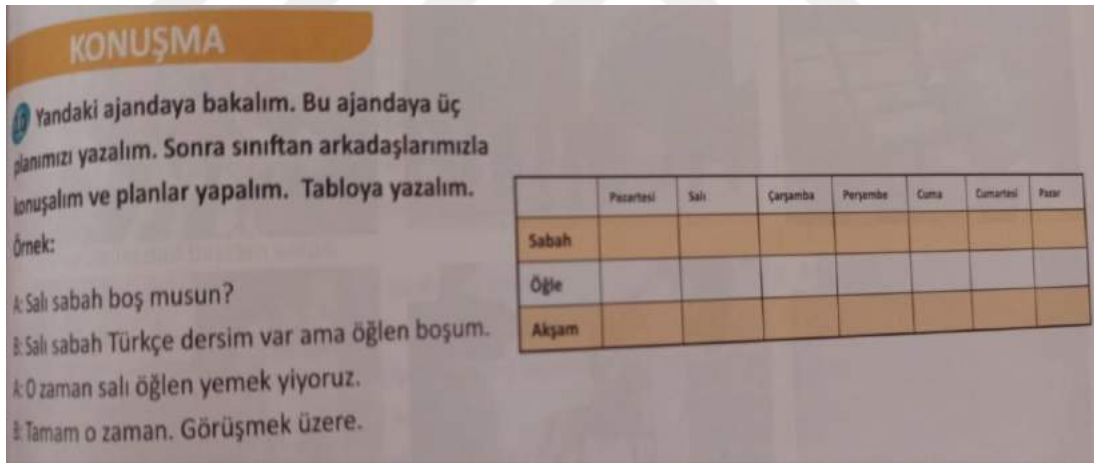 KONUŞMA
Yandaki ajandaya bakalım. Bu ajandaya üç
planımızı yazalım. Sonra sınıftan arkadaşlarımızla
konuşalım ve planlar yapalım. Tabloya yazalım.
Örnek:
A: Salı sabah boş musun?
B: Salı sabah Türkçe dersim var ama öğlen boşum.
A: O zaman salı öğlen yemek yiyoruz.
B: Tamam o zaman. Görüşmek üzere.
Pazartesi Salı Çarşamba Perşembe Cuma Cumartesi Pazar
Sabah
Öğle
Akşam